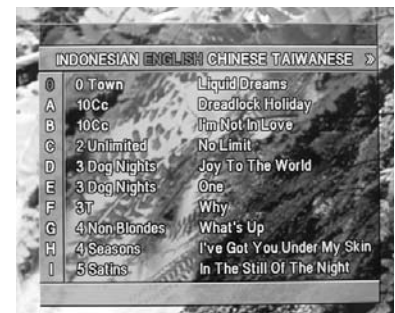 INDONESIAN ENGLISH CHINESE TAIWANESE »
0 O Town Liquid Dreams
A 10Cc Dreadlock Holiday
B 10Cc I'm Not In Love
C 2 Unlimited No Limit
D 3 Dog Nights Joy To The World
E 3 Dog Nights One
F 3T Why
G 4 Non Blondes What's Up
H 4 Seasons I've Got You Under My Skin
I 5 Satins In The Still Of The Night